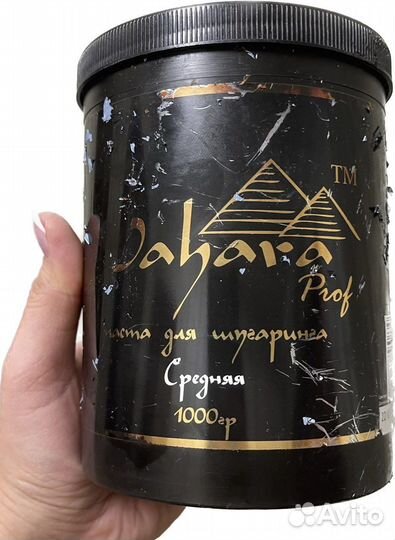 TM
Sahara
Prof
паста для шугаринга
Средняя
1000гр
Avito